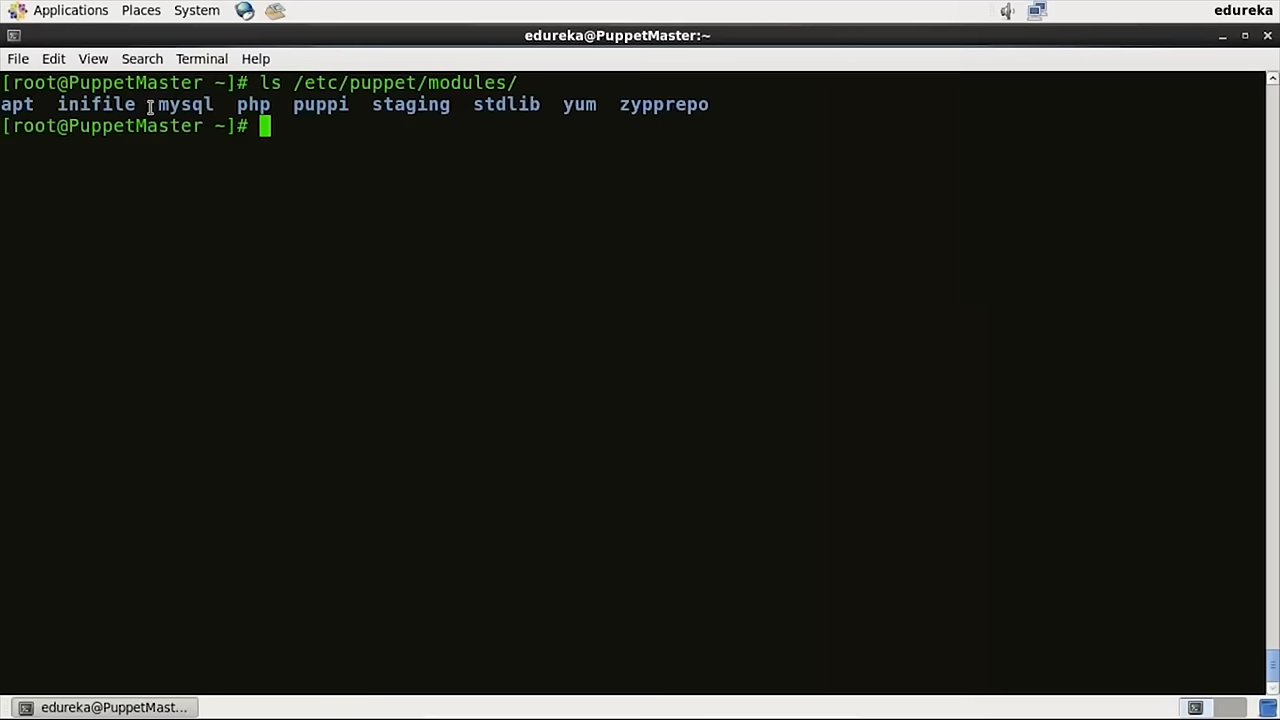 Applications Places System edureka
edureka@PuppetMaster:~
File Edit View Search Terminal Help
[root@PuppetMaster ~]# ls /etc/puppet/modules/
apt inifile mysql php puppi staging stdlib yum zypprepo
[root@PuppetMaster ~]#
edureka@PuppetMast...